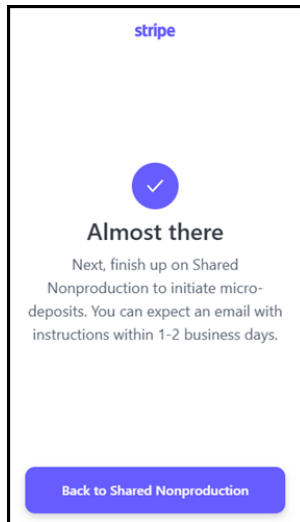 stripe
Almost there
Next, finish up on Shared
Nonproduction to initiate micro-
deposits. You can expect an email with
instructions within 1-2 business days.
Back to Shared Nonproduction